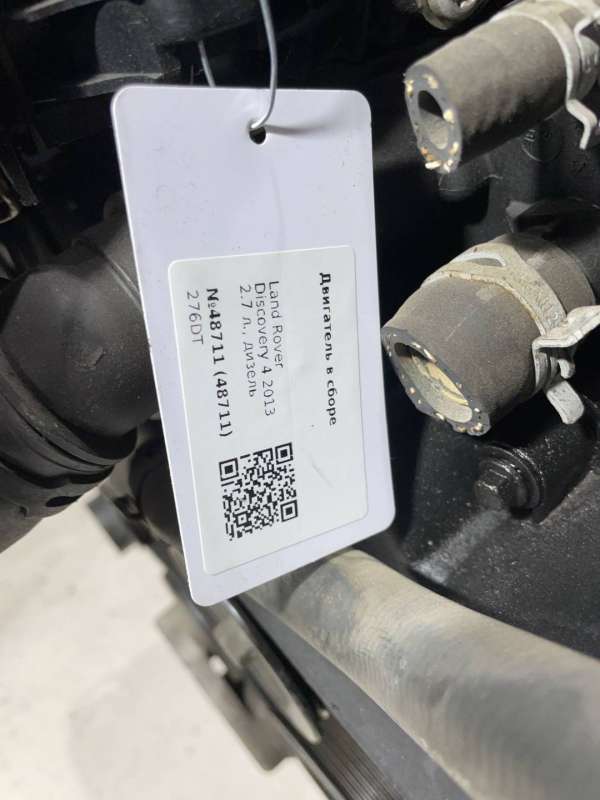 Двигатель в сборе
Land Rover
Discovery 4 2013
2.7 л., дизель
№48711 (48711)
276DT